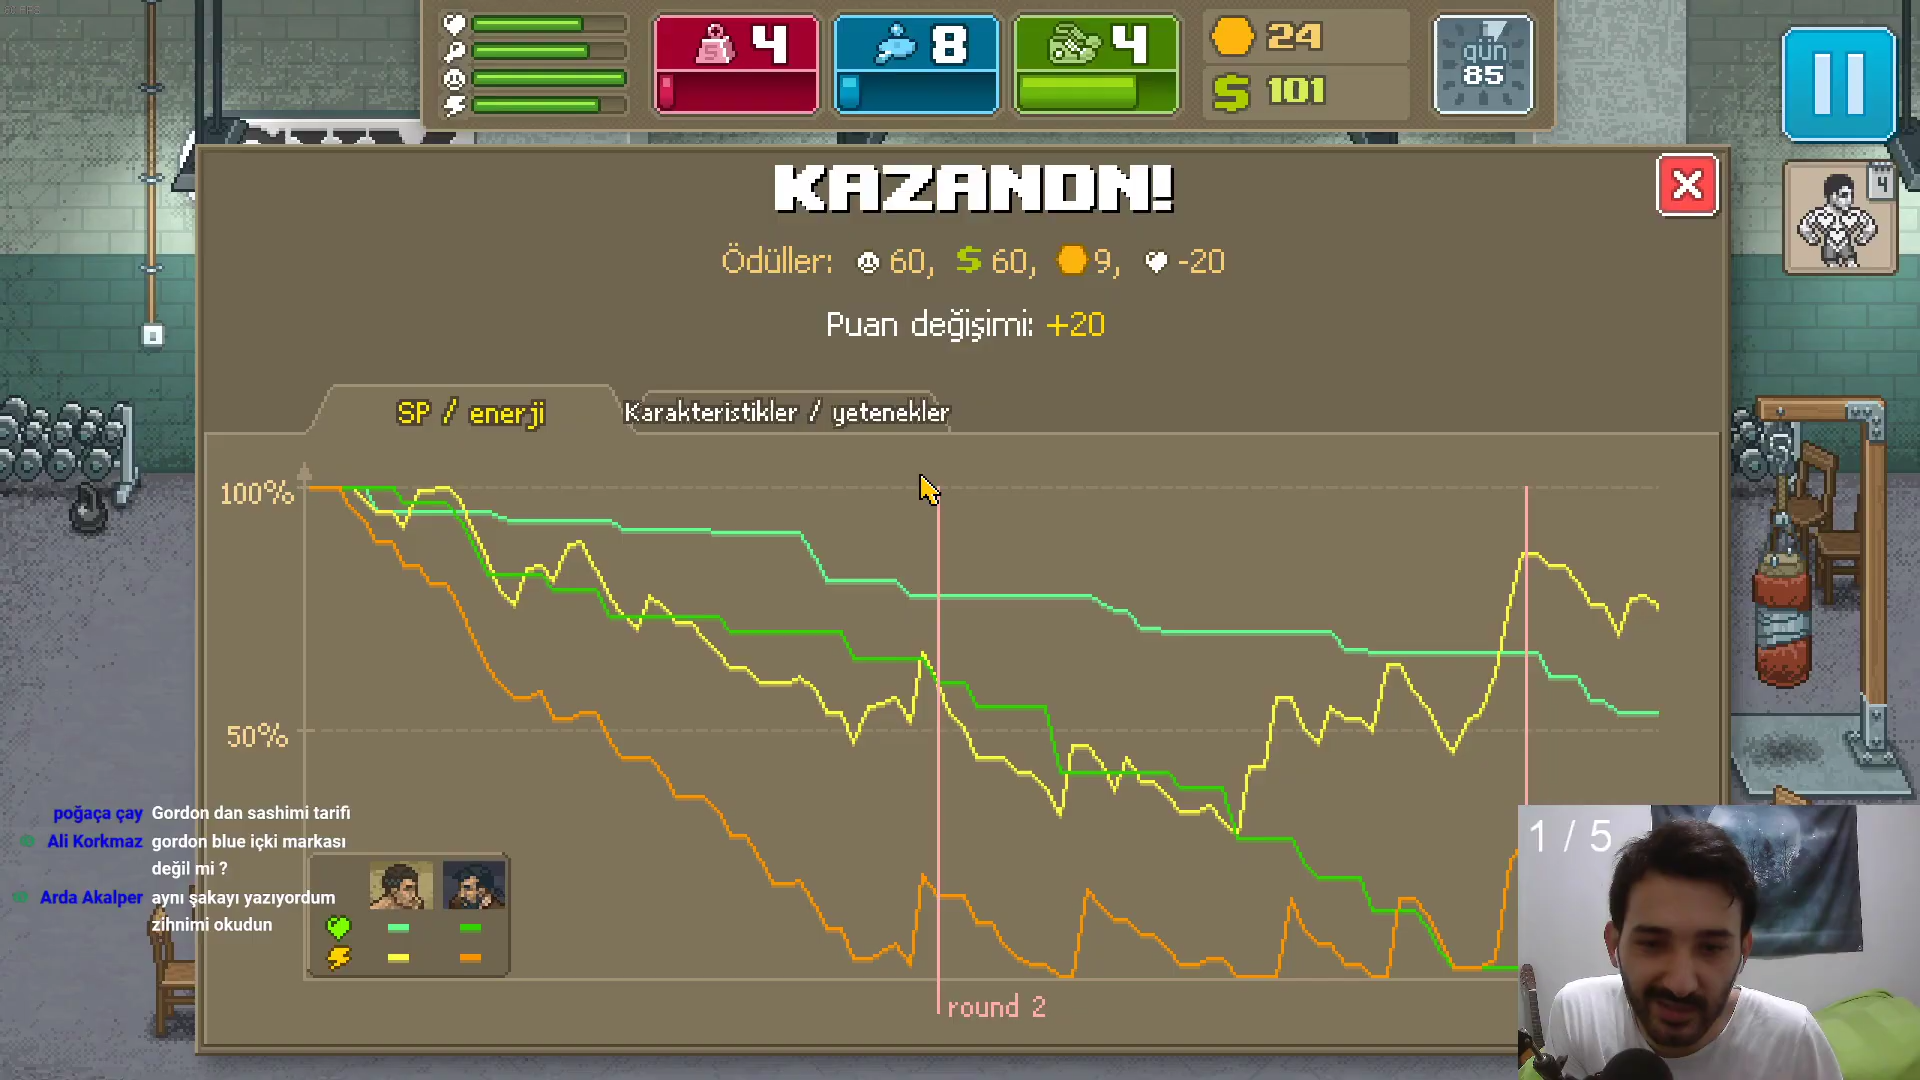 4
8
4
24
101
gün
85
4
KAZANDN!
Ödüller: 60, $ 60, 9, -20
Puan değişimi: +20
SP / enerji
Karakteristikler / yetenekler
100%
50%
round 2
poğaça çay Gordon dan sashimi tarifi
Ali Korkmaz gordon blue içki markası
değil mi ?
Arda Akalper aynı şakayı yazıyordum
zihnimi okudun
1 / 5